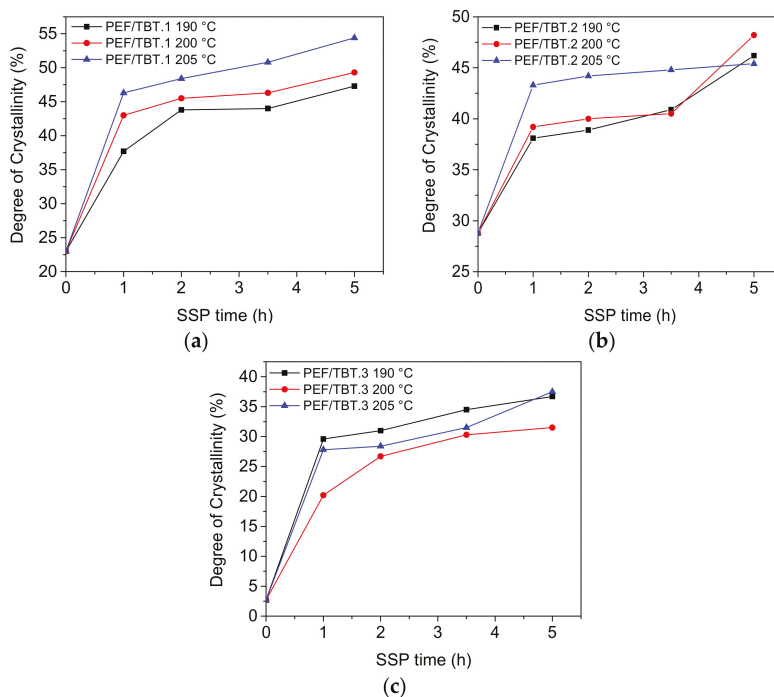 PEF/TBT.1 190 °C
PEF/TBT.1 200 °C
PEF/TBT.1 205 °C
Degree of Crystallinity (%)
55
50
45
40
35
30
25
20
0 1 2 3 4 5
SSP time (h)
(a)
PEF/TBT.2 190 °C
PEF/TBT.2 200 °C
PEF/TBT.2 205 °C
Degree of Crystallinity (%)
50
45
40
35
30
25
0 1 2 3 4 5
SSP time (h)
(b)
PEF/TBT.3 190 °C
PEF/TBT.3 200 °C
PEF/TBT.3 205 °C
Degree of Crystallinity (%)
40
35
30
25
20
15
10
5
0
0 1 2 3 4 5
SSP time (h)
(c)